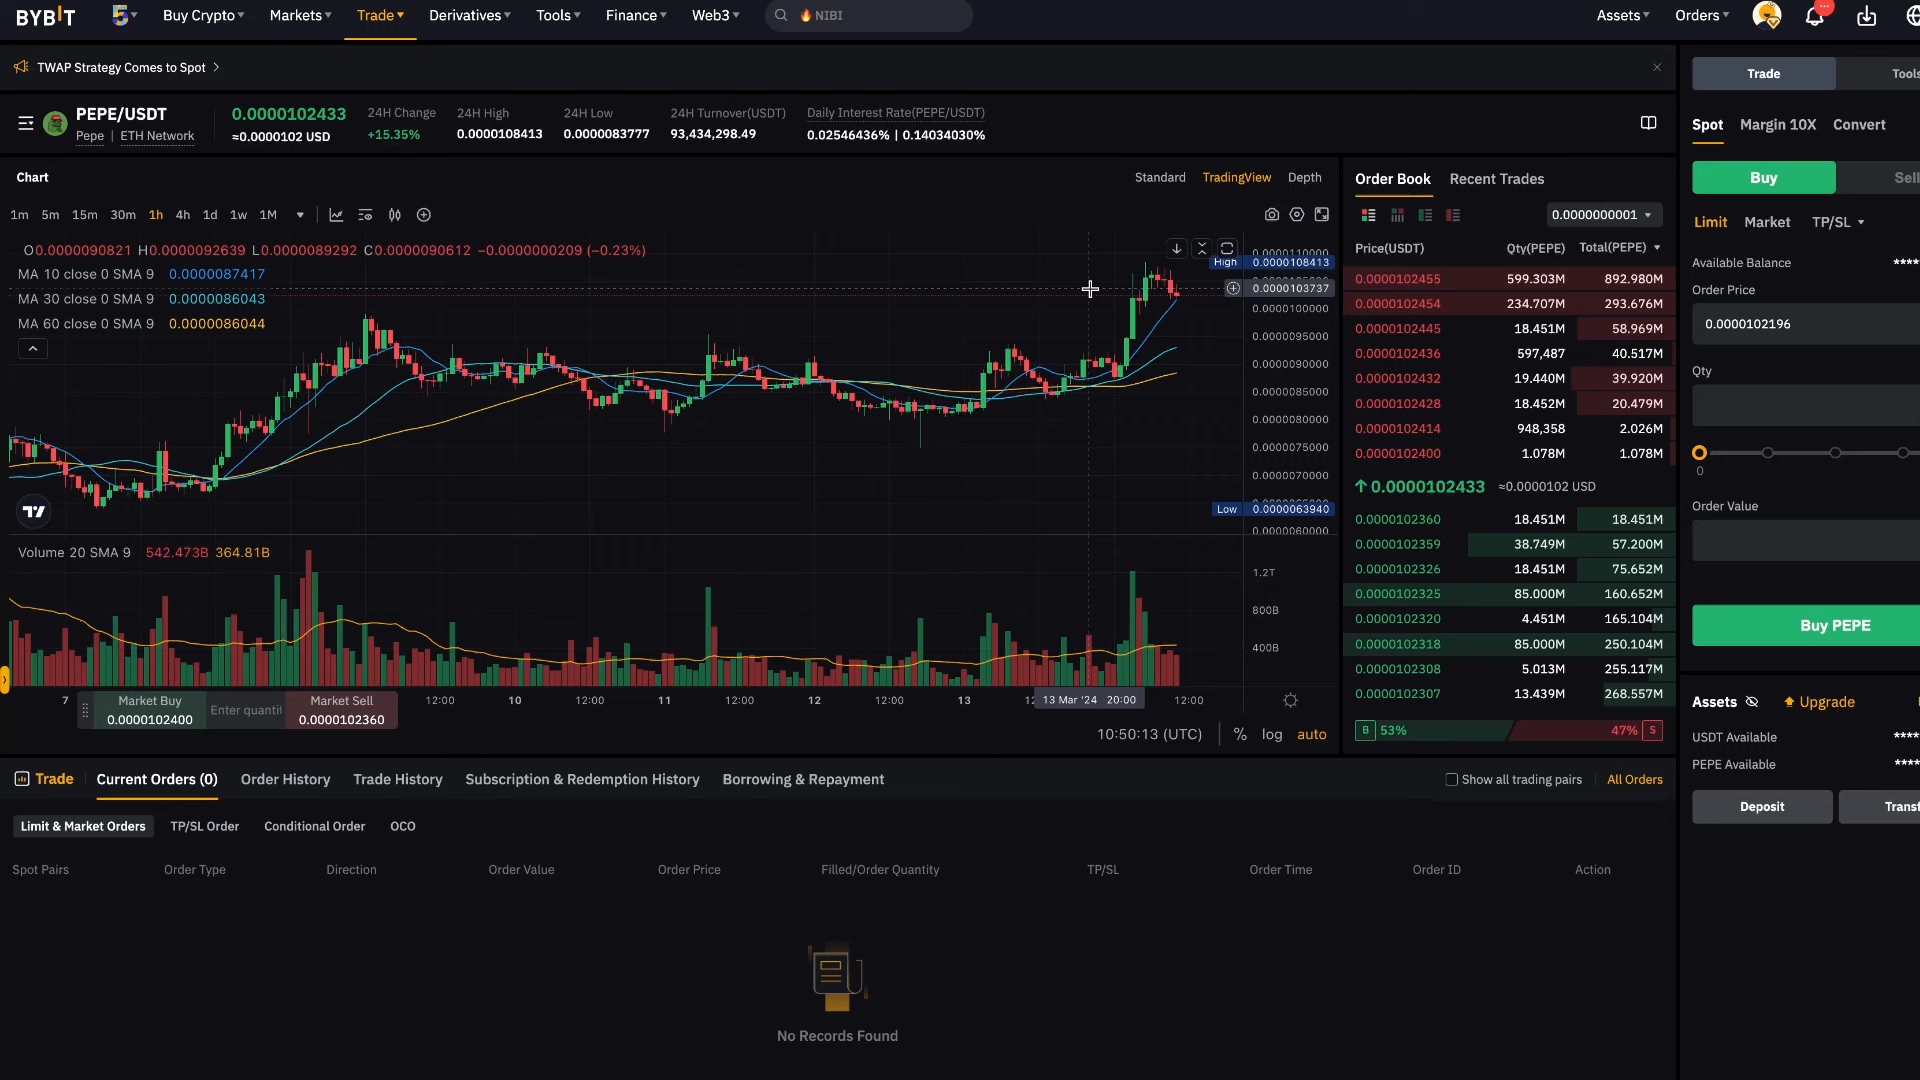 BYBIT
Buy Crypto
Markets
Trade
Derivatives
Tools
Finance
Web3
NIBI
Assets
Orders
TWAP Strategy Comes to Spot
PEPE/USDT
Pepe | ETH Network
0.0000102433
≈0.0000102 USD
24H Change
+15.35%
24H High
0.0000108413
24H Low
0.0000083777
24H Turnover(USDT)
93,434,298.49
Daily Interest Rate(PEPE/USDT)
0.02546436% | 0.14034030%
Chart
Standard
TradingView
Depth
1m 5m 15m 30m 1h 4h 1d 1w 1M
O0.0000090821 H0.0000092639 L0.0000089292 C0.0000090612 −0.0000000209 (−0.23%)
MA 10 close 0 SMA 9 0.0000087417
MA 30 close 0 SMA 9 0.0000086043
MA 60 close 0 SMA 9 0.0000086044
0.0000110000
High 0.0000108413
0.0000103737
0.0000100000
0.0000095000
0.0000090000
0.0000085000
0.0000080000
0.0000075000
0.0000070000
Low 0.0000063940
0.0000060000
Volume 20 SMA 9 542.473B 364.81B
1.2T
800B
400B
7
12:00
10
12:00
11
12:00
12
12:00
13
13 Mar '24 20:00
12:00
Market Buy
0.0000102400
Enter quantit
Market Sell
0.0000102360
10:50:13 (UTC)
%
log
auto
Order Book
Recent Trades
0.0000000001
Price(USDT) Qty(PEPE) Total(PEPE)
0.0000102455 599.303M 892.980M
0.0000102454 234.707M 293.676M
0.0000102445 18.451M 58.969M
0.0000102436 597,487 40.517M
0.0000102432 19.440M 39.920M
0.0000102428 18.452M 20.479M
0.0000102414 948,358 2.026M
0.0000102400 1.078M 1.078M
0.0000102433 ≈0.0000102 USD
0.0000102360 18.451M 18.451M
0.0000102359 38.749M 57.200M
0.0000102326 18.451M 75.652M
0.0000102325 85.000M 160.652M
0.0000102320 4.451M 165.104M
0.0000102318 85.000M 250.104M
0.0000102308 5.013M 255.117M
0.0000102307 13.439M 268.557M
B 53% 47% S
Trade
Tools
Spot
Margin 10X
Convert
Buy
Sell
Limit
Market
TP/SL
Available Balance ****
Order Price
0.0000102196
Qty
0
Order Value
Buy PEPE
Assets
Upgrade
USDT Available ****
PEPE Available ****
Deposit
Transf
Trade
Current Orders (0)
Order History
Trade History
Subscription & Redemption History
Borrowing & Repayment
Show all trading pairs
All Orders
Limit & Market Orders
TP/SL Order
Conditional Order
OCO
Spot Pairs
Order Type
Direction
Order Value
Order Price
Filled/Order Quantity
TP/SL
Order Time
Order ID
Action
No Records Found